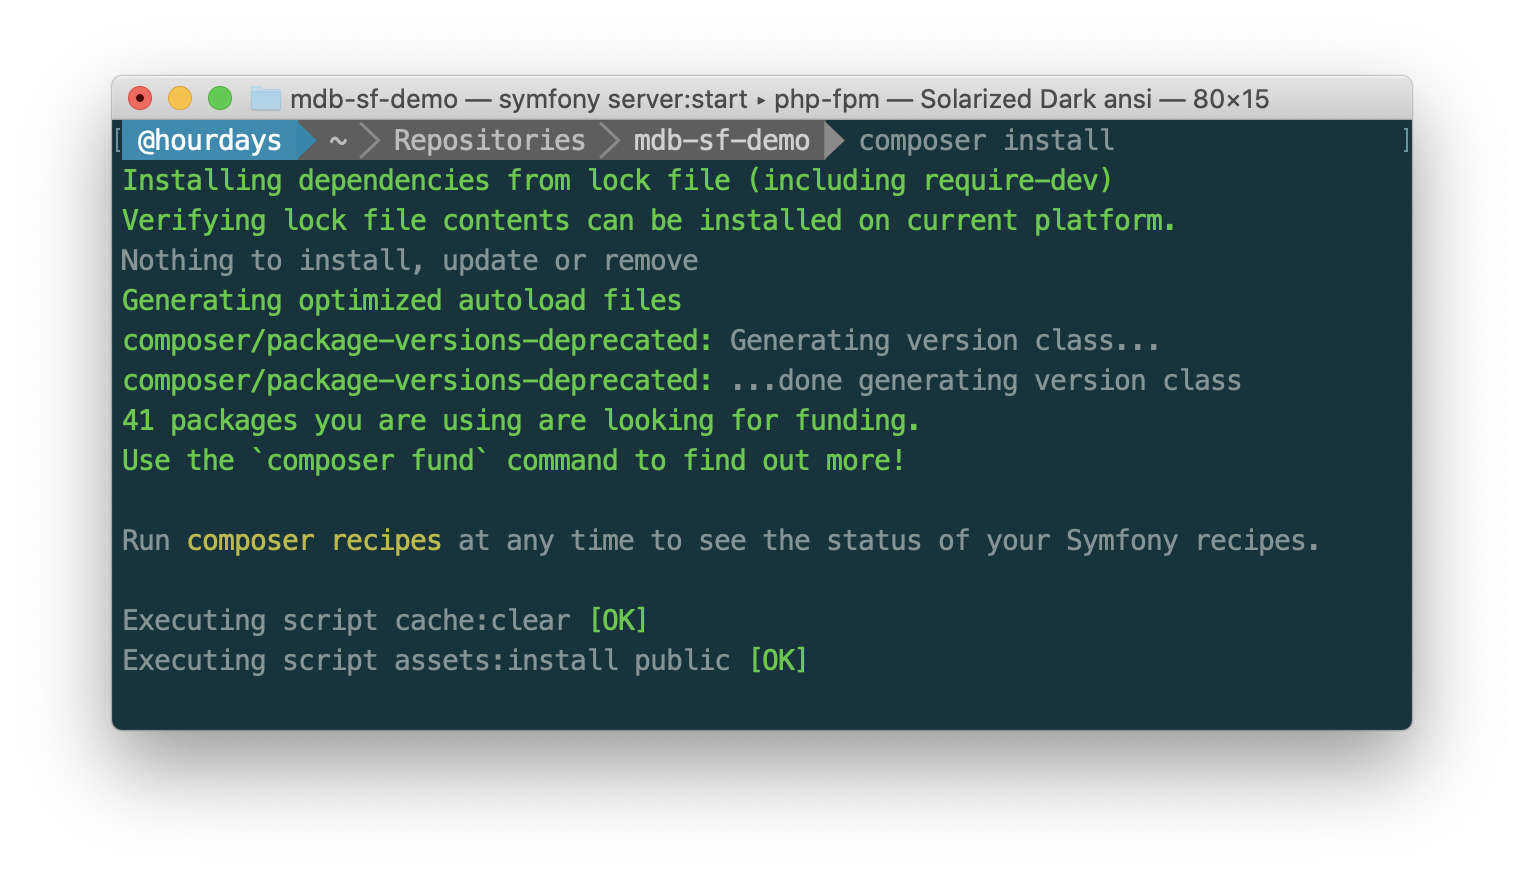 mdb-sf-demo — symfony server:start ▸ php-fpm — Solarized Dark ansi — 80×15
[ @hourdays ~ Repositories mdb-sf-demo composer install ]
Installing dependencies from lock file (including require-dev)
Verifying lock file contents can be installed on current platform.
Nothing to install, update or remove
Generating optimized autoload files
composer/package-versions-deprecated: Generating version class...
composer/package-versions-deprecated: ...done generating version class
41 packages you are using are looking for funding.
Use the `composer fund` command to find out more!
Run composer recipes at any time to see the status of your Symfony recipes.
Executing script cache:clear [OK]
Executing script assets:install public [OK]